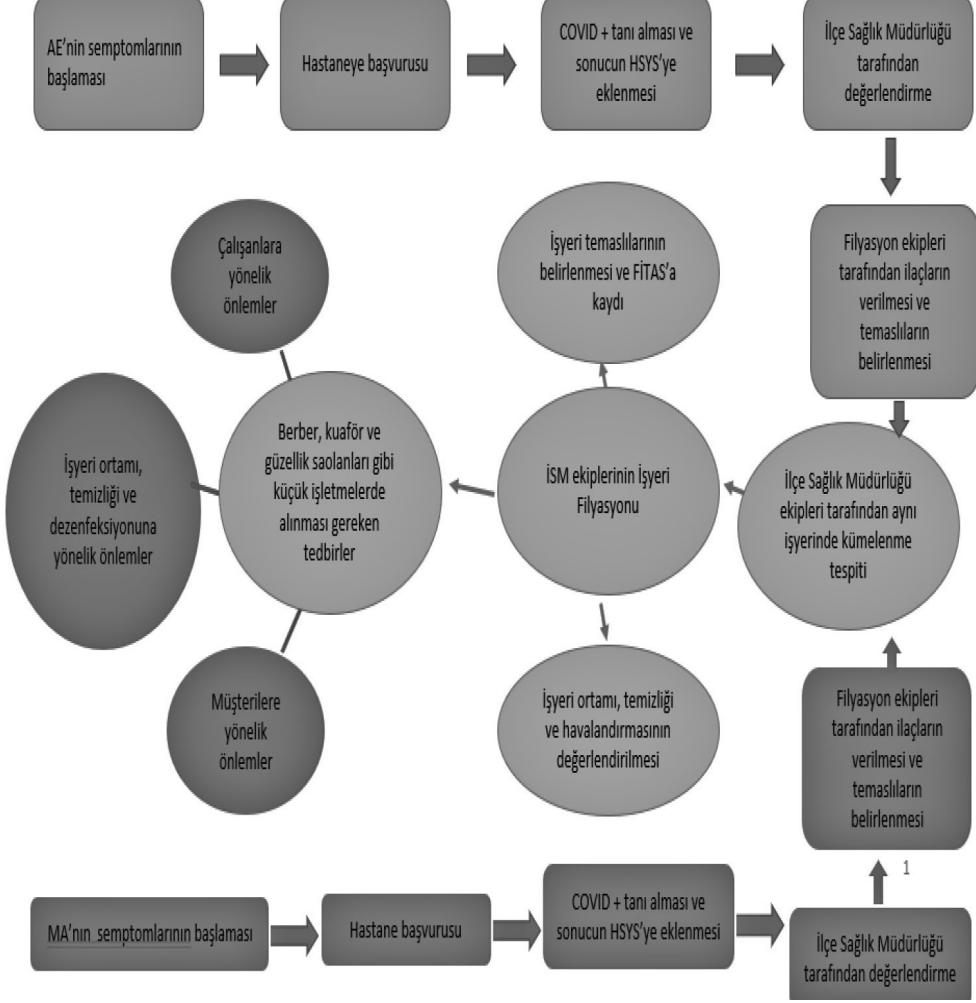 AE'nin semptomlarının
başlaması
Hastaneye başvurusu
COVID + tanı alması ve
sonucun HSYS'ye
eklenmesi
İlçe Sağlık Müdürlüğü
tarafından
değerlendirme
Filyasyon ekipleri
tarafından ilaçların
verilmesi ve
temaslıların
belirlenmesi
Çalışanlara
yönelik
önlemler
İşyeri temaslılarının
belirlenmesi ve FİTAS'a
kaydı
İşyeri ortamı,
temizliği ve
dezenfeksiyonuna
yönelik önlemler
Berber, kuaför ve
güzellik saolanları gibi
küçük işletmelerde
alınması gereken
tedbirler
İSM ekiplerinin İşyeri
Filyasyonu
İlçe Sağlık Müdürlüğü
ekipleri tarafından aynı
işyerinde kümelenme
tespiti
Müşterilere
yönelik
önlemler
İşyeri ortamı, temizliği
ve havalandırmasının
değerlendirilmesi
Filyasyon ekipleri
tarafından ilaçların
verilmesi ve
temaslıların
belirlenmesi
1
MA'nın semptomlarının başlaması
Hastane başvurusu
COVID + tanı alması ve
sonucun HSYS'ye eklenmesi
İlçe Sağlık Müdürlüğü
tarafından değerlendirme